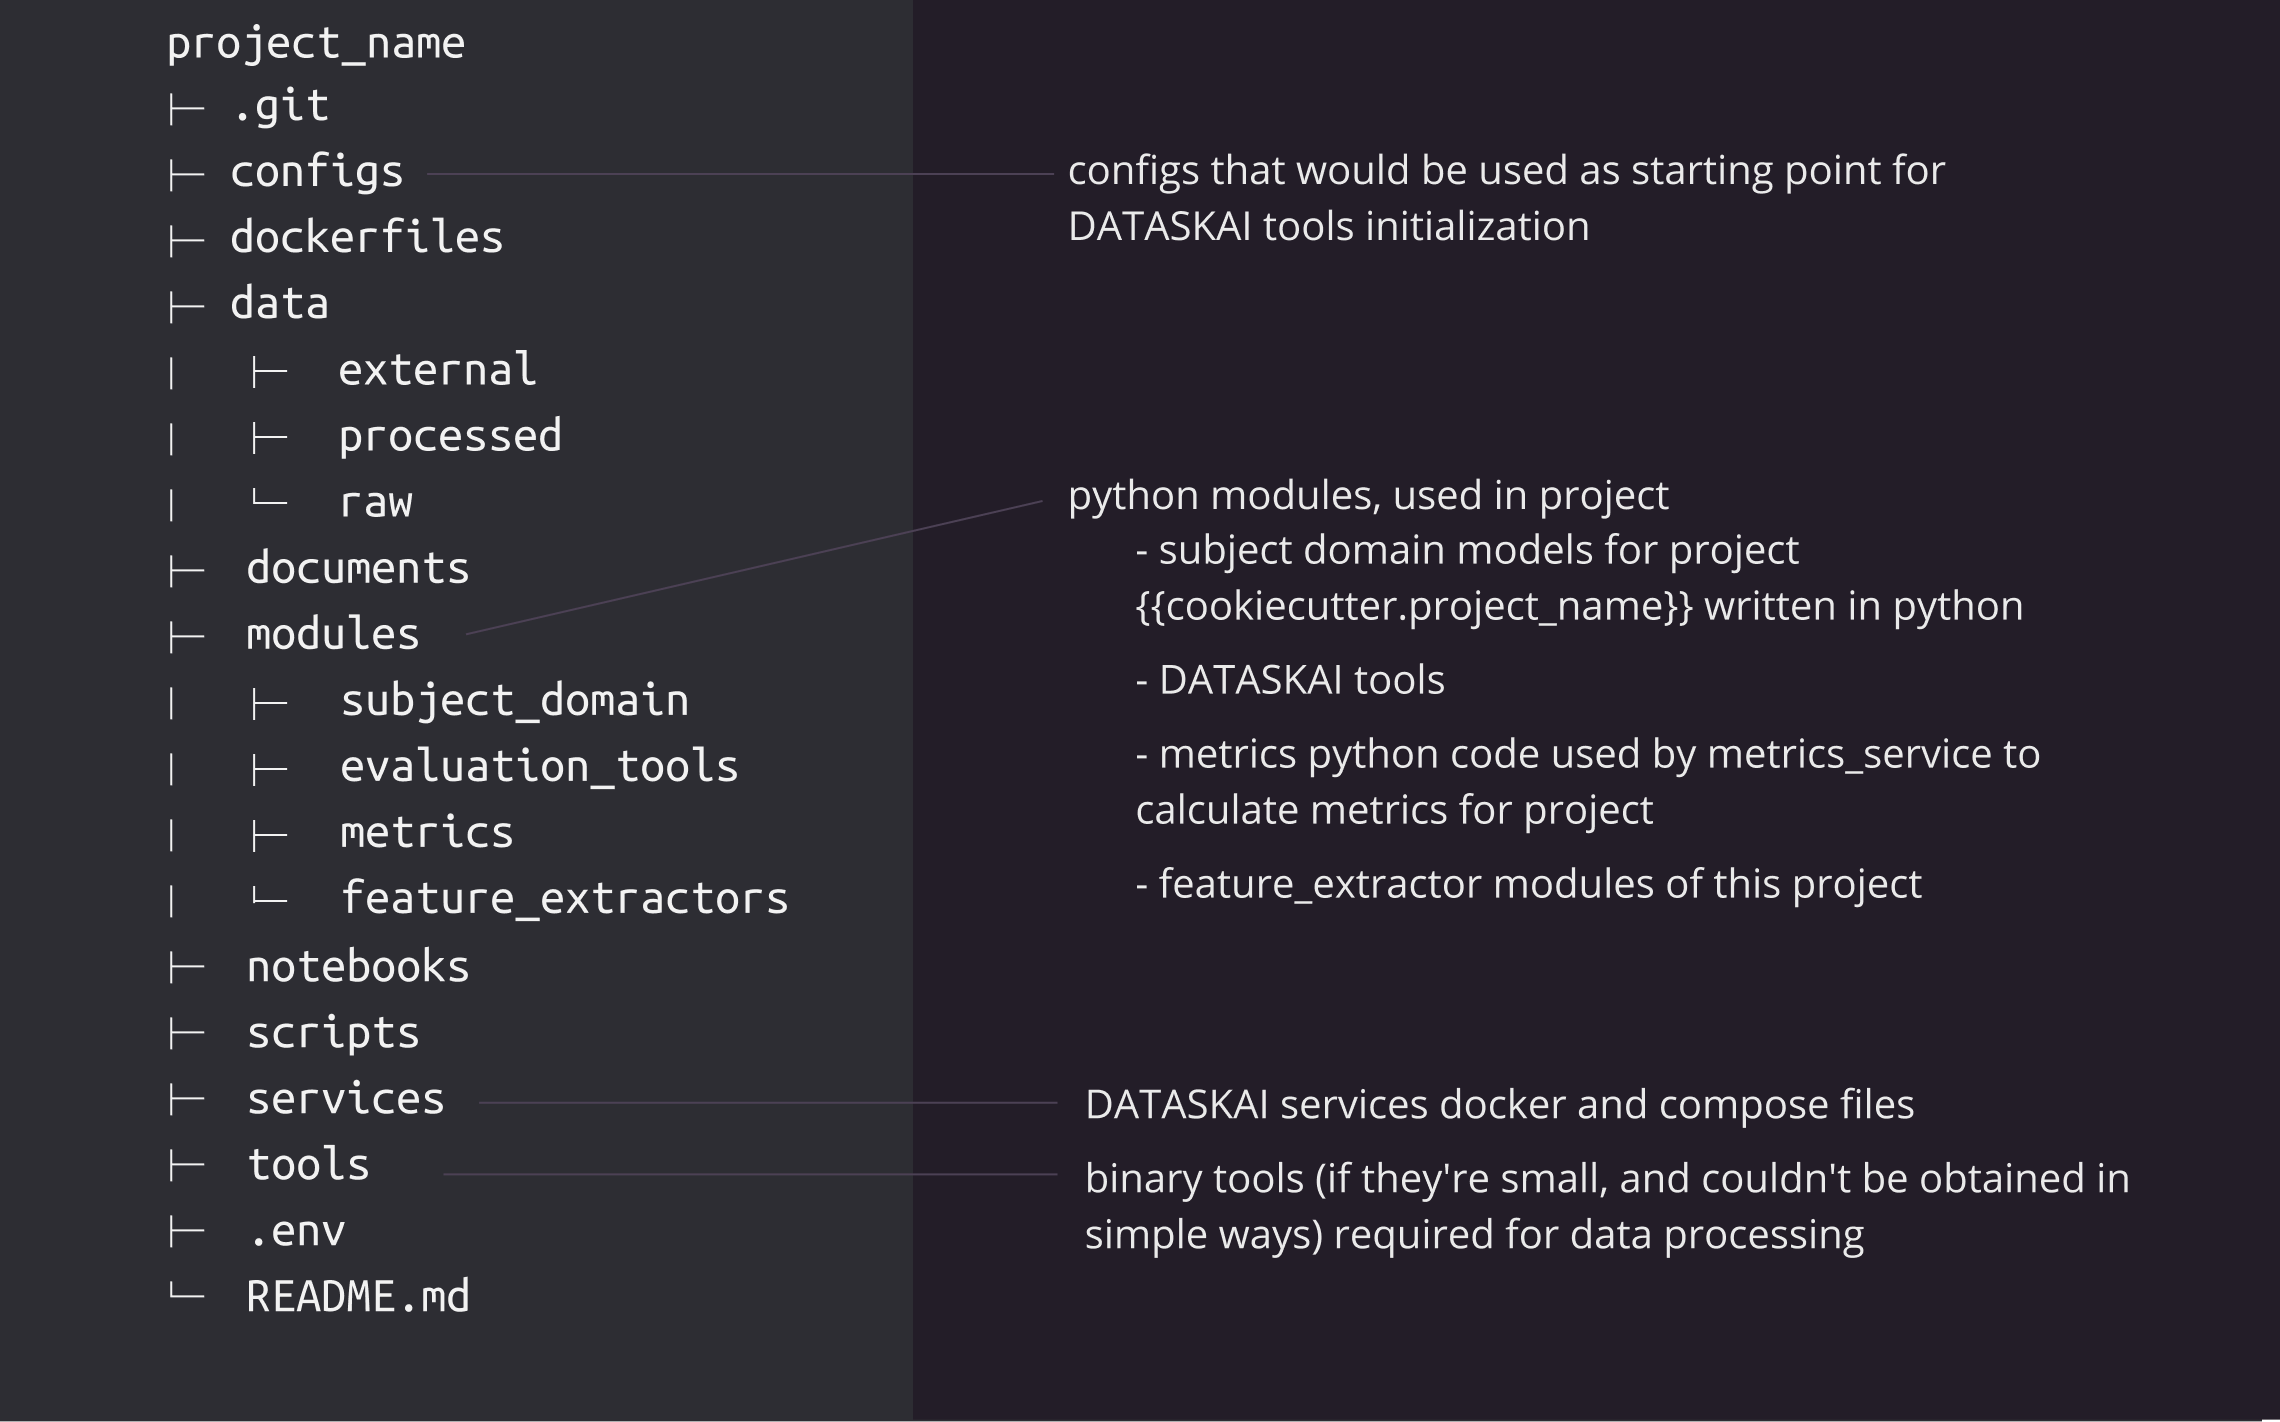 project_name
├─ .git
├─ configs
├─ dockerfiles
├─ data
│   ├─ external
│   ├─ processed
│   └─ raw
├─ documents
├─ modules
│   ├─ subject_domain
│   ├─ evaluation_tools
│   ├─ metrics
│   └─ feature_extractors
├─ notebooks
├─ scripts
├─ services
├─ tools
├─ .env
└─ README.md
configs that would be used as starting point for
DATASKAI tools initialization
python modules, used in project
- subject domain models for project
{{cookiecutter.project_name}} written in python
- DATASKAI tools
- metrics python code used by metrics_service to
calculate metrics for project
- feature_extractor modules of this project
DATASKAI services docker and compose files
binary tools (if they're small, and couldn't be obtained in
simple ways) required for data processing